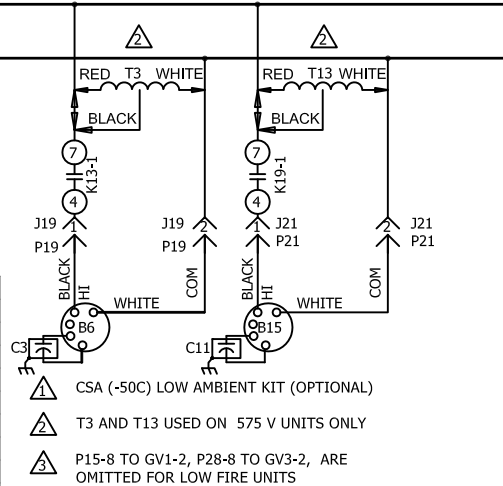 2 2
RED T3 WHITE RED T13 WHITE
BLACK BLACK
7 7
K13-1 K19-1
4 4
J19 1 J19 2 J21 1 2 J21
P19 P19 P21 P21
BLACK HI COM BLACK HI COM
WHITE WHITE
B6 B15
C3 C11
1 CSA (-50C) LOW AMBIENT KIT (OPTIONAL)
2 T3 AND T13 USED ON 575 V UNITS ONLY
3 P15-8 TO GV1-2, P28-8 TO GV3-2, ARE
OMITTED FOR LOW FIRE UNITS